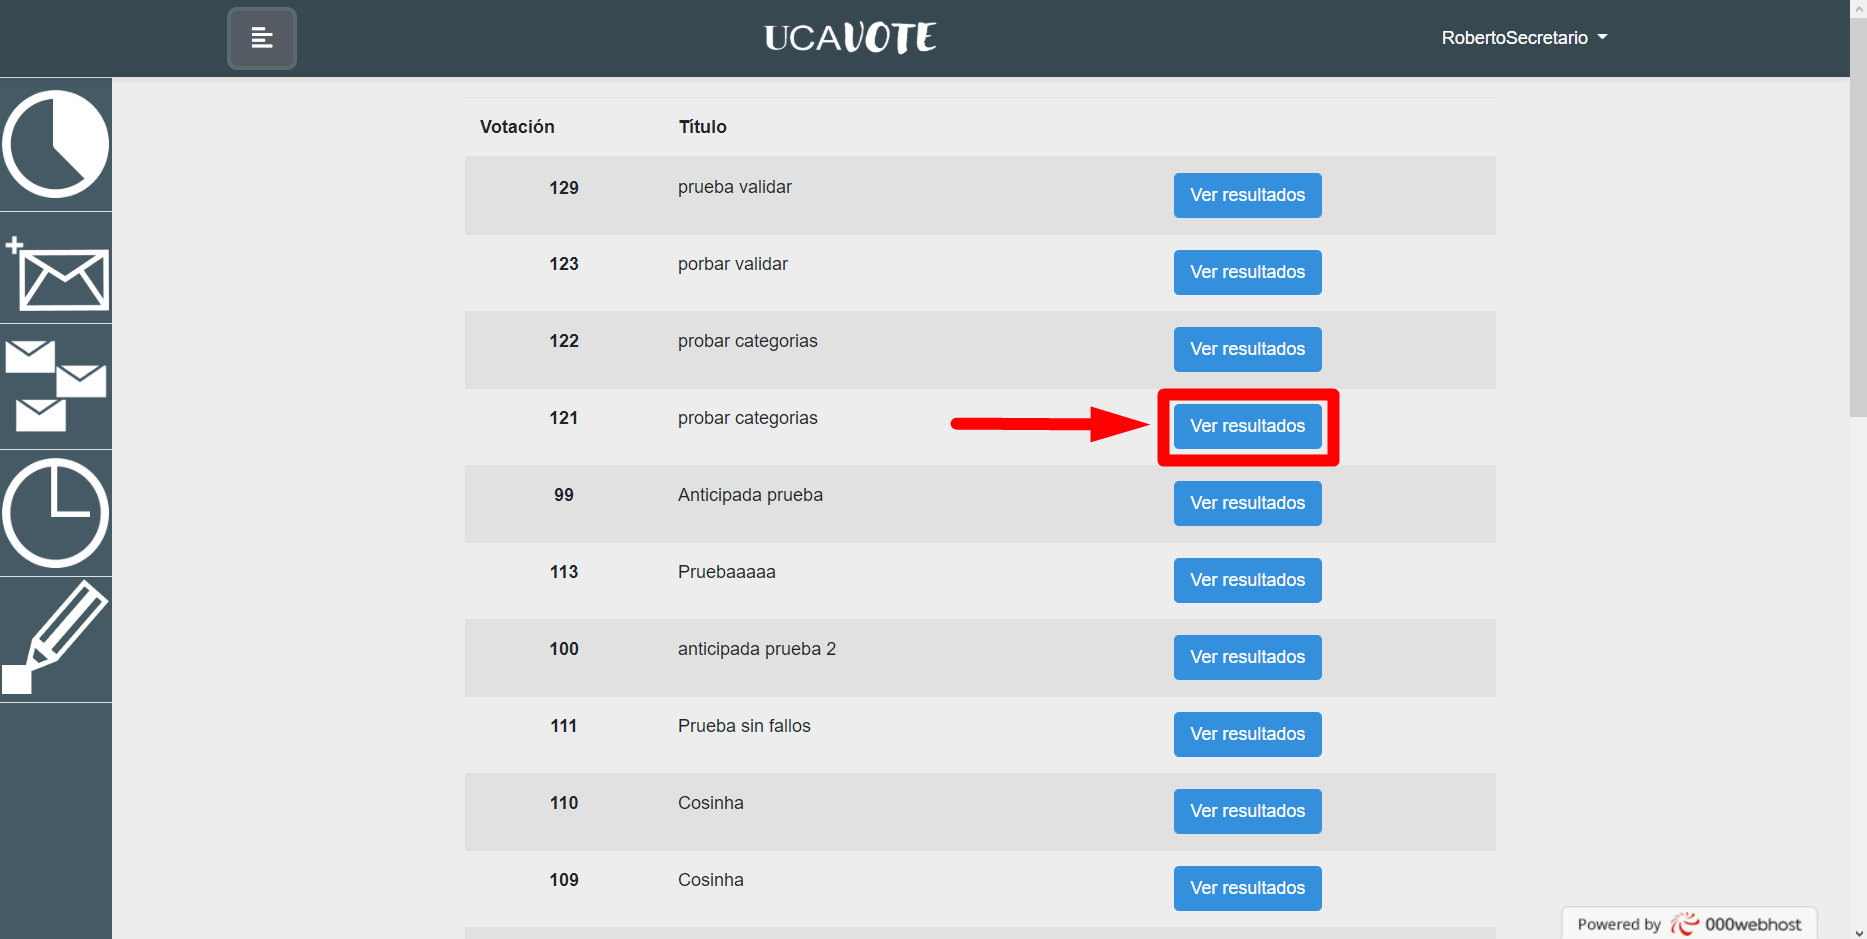 UCAVOTE
RobertoSecretario
Votación Título
129 prueba validar Ver resultados
123 porbar validar Ver resultados
122 probar categorias Ver resultados
121 probar categorias Ver resultados
99 Anticipada prueba Ver resultados
113 Pruebaaaaa Ver resultados
100 anticipada prueba 2 Ver resultados
111 Prueba sin fallos Ver resultados
110 Cosinha Ver resultados
109 Cosinha Ver resultados
Powered by 000webhost